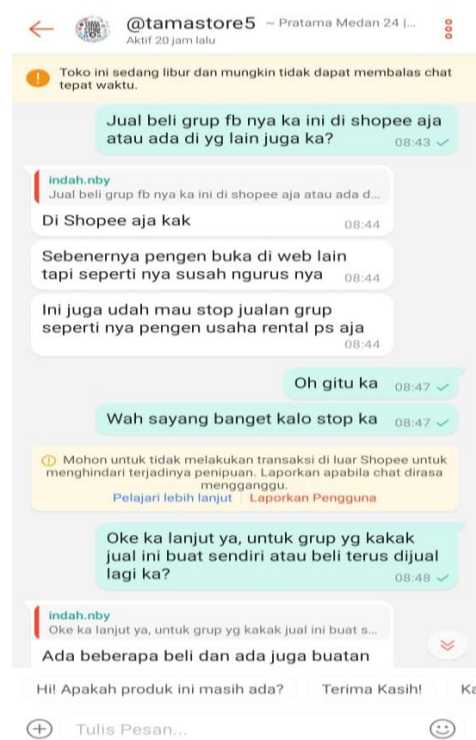 @tamastore5 ~ Pratama Medan 24 |...
Aktif 20 jam lalu
Toko ini sedang libur dan mungkin tidak dapat membalas chat
tepat waktu.
Jual beli grup fb nya ka ini di shopee aja
atau ada di yg lain juga ka?
08:43
indah.nby
Jual beli grup fb nya ka ini di shopee aja atau ada d...
Di Shopee aja kak
08:44
Sebenernya pengen buka di web lain
tapi seperti nya susah ngurus nya
08:44
Ini juga udah mau stop jualan grup
seperti nya pengen usaha rental ps aja
08:44
Oh gitu ka
08:47
Wah sayang banget kalo stop ka
08:47
Mohon untuk tidak melakukan transaksi di luar Shopee untuk
menghindari terjadinya penipuan. Laporkan apabila chat dirasa
mengganggu.
Pelajari lebih lanjut | Laporkan Pengguna
Oke ka lanjut ya, untuk grup yg kakak
jual ini buat sendiri atau beli terus dijual
lagi ka?
08:48
indah.nby
Oke ka lanjut ya, untuk grup yg kakak jual ini buat s...
Ada beberapa beli dan ada juga buatan
Hi! Apakah produk ini masih ada?
Terima Kasih!
Ka
Tulis Pesan...